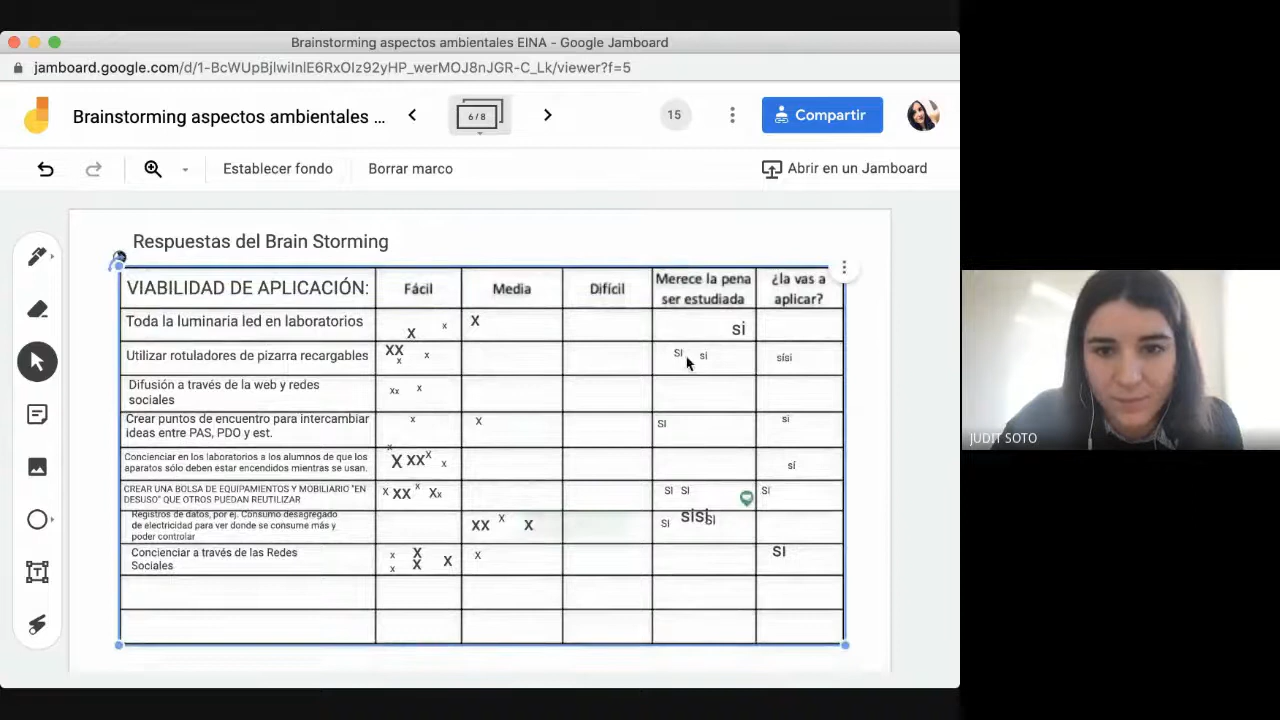 Brainstorming aspectos ambientales EINA - Google Jamboard
jamboard.google.com/d/1-BcWUpBjlwiInlE6RxOIz92yHP_werMOJ8nJGR-C_Lk/viewer?f=5
Brainstorming aspectos ambientales ...
6/8
15
Compartir
Establecer fondo
Borrar marco
Abrir en un Jamboard
Respuestas del Brain Storming
VIABILIDAD DE APLICACIÓN: Fácil Media Difícil Merece la pena ser estudiada ¿la vas a aplicar?
Toda la luminaria led en laboratorios X x X si
Utilizar rotuladores de pizarra recargables XX x x SI si sísi
Difusión a través de la web y redes
sociales xx x
Crear puntos de encuentro para intercambiar
ideas entre PAS, PDO y est. x X SI si
Concienciar en los laboratorios a los alumnos de que los
aparatos sólo deben estar encendidos mientras se usan. x X XX X x sí
CREAR UNA BOLSA DE EQUIPAMIENTOS Y MOBILIARIO "EN
DESUSO" QUE OTROS PUEDAN REUTILIZAR X XX X Xx SI SI SI
Registros de datos, por ej. Consumo desagregado
de electricidad para ver donde se consume más y
poder controlar XX X X SI sisi SI
Concienciar a través de las Redes
Sociales x X X x X X SI
JUDIT SOTO